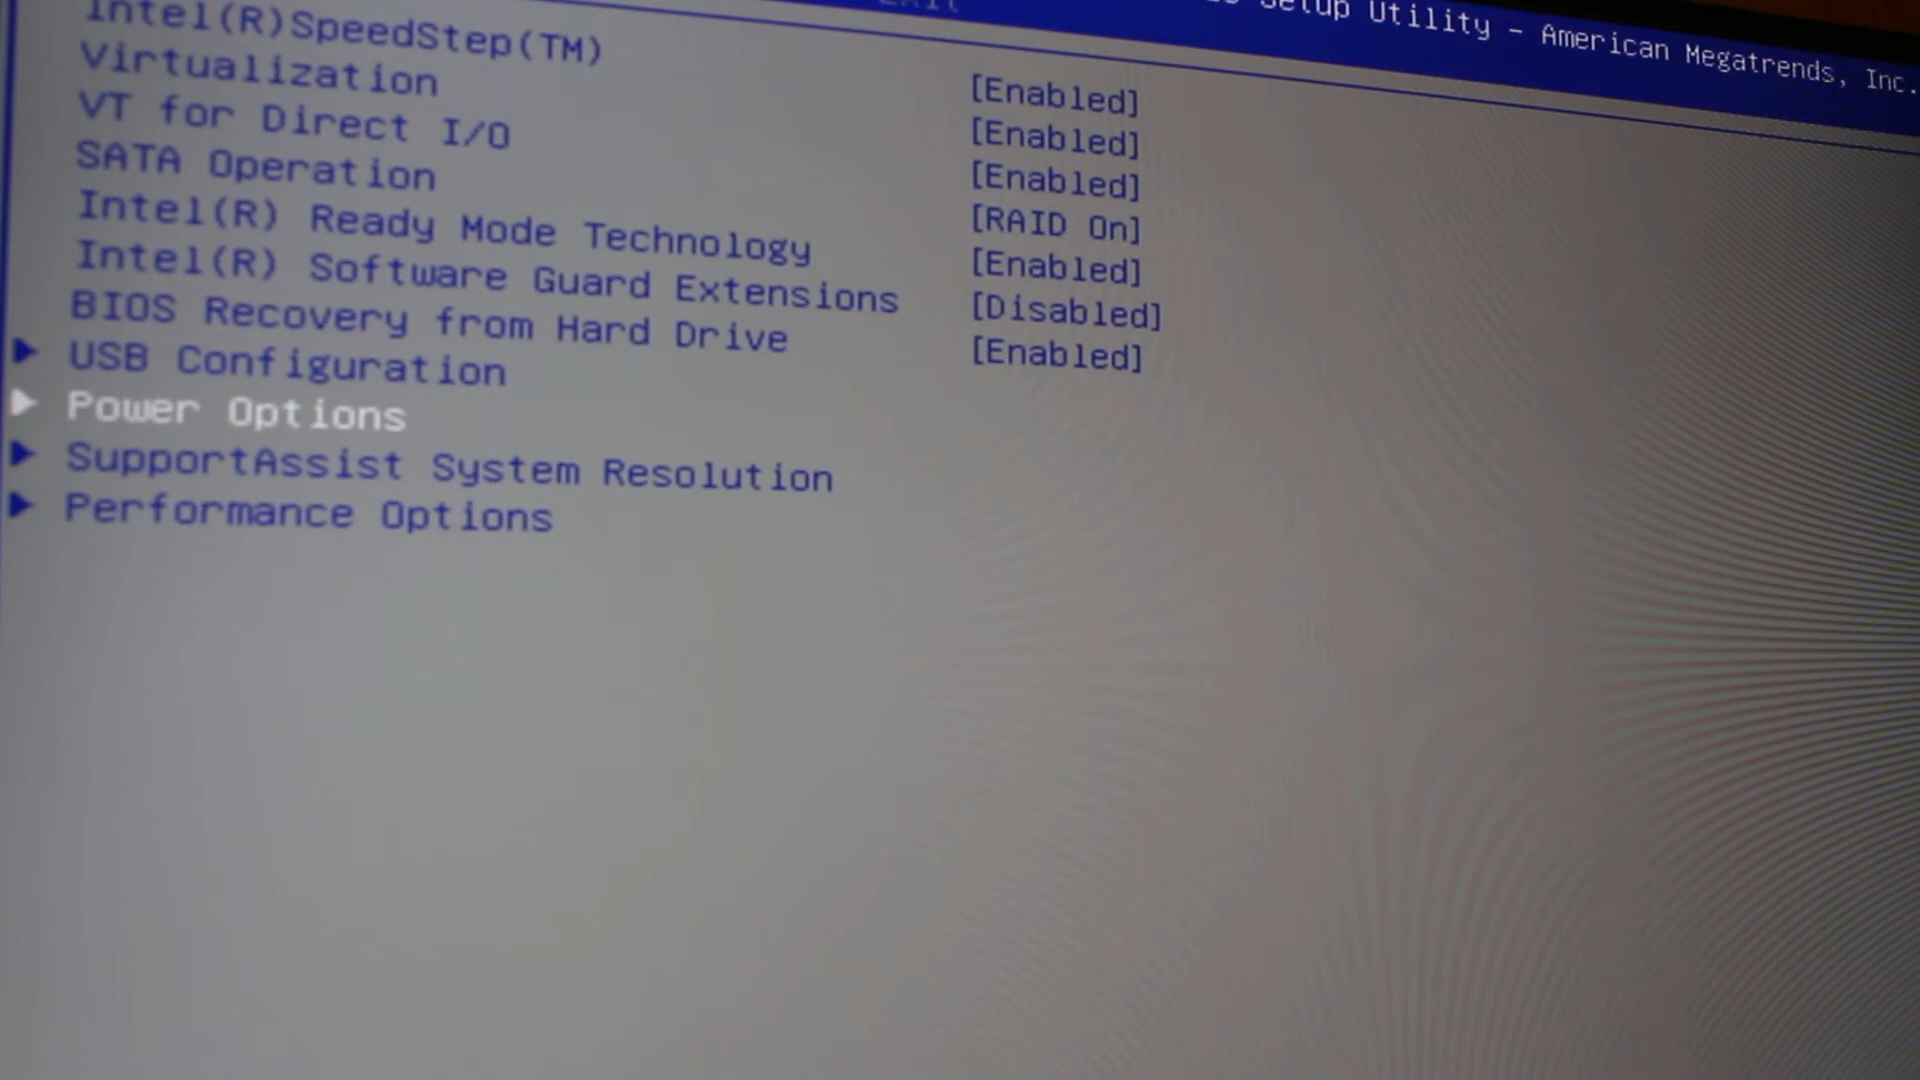 Setup Utility - American Megatrends, Inc.
Intel(R)SpeedStep(TM) [Enabled]
Virtualization [Enabled]
VT for Direct I/O [Enabled]
SATA Operation [RAID On]
Intel(R) Ready Mode Technology [Enabled]
Intel(R) Software Guard Extensions [Disabled]
BIOS Recovery from Hard Drive [Enabled]
USB Configuration
Power Options
SupportAssist System Resolution
Performance Options